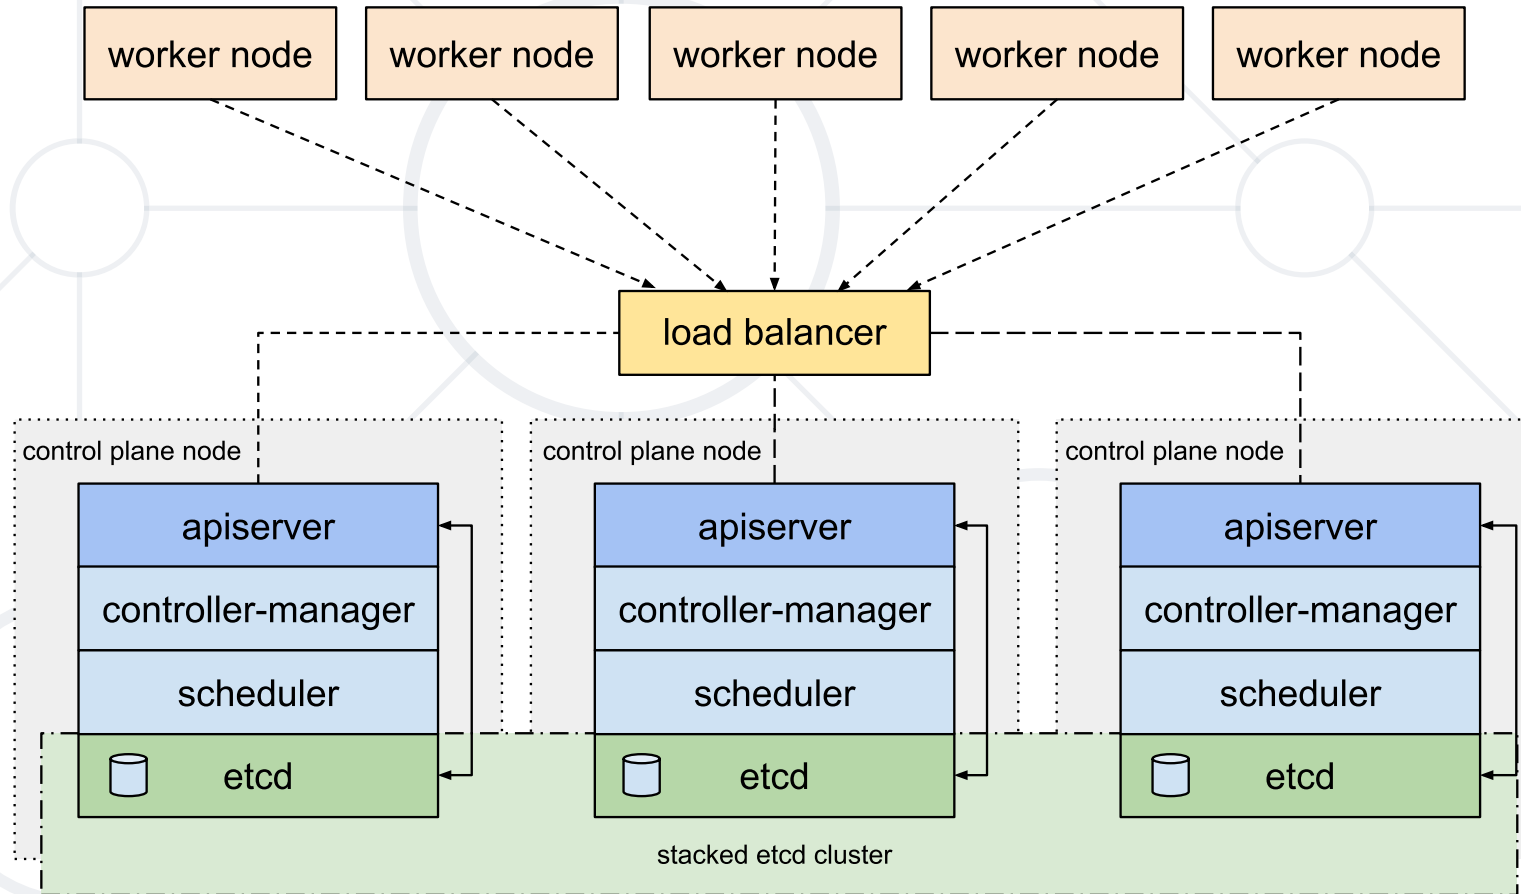 worker node
worker node
worker node
worker node
worker node
load balancer
control plane node
control plane node
control plane node
apiserver
apiserver
apiserver
controller-manager
controller-manager
controller-manager
scheduler
scheduler
scheduler
etcd
etcd
etcd
stacked etcd cluster